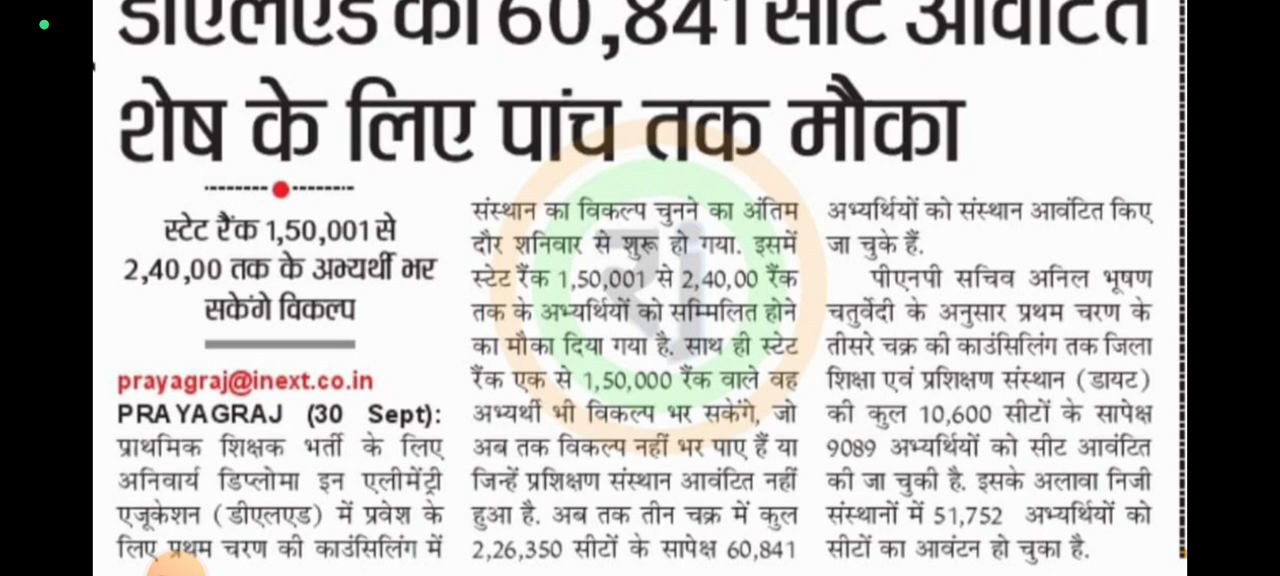 डीएलएड की 60,841 सीट आवंटित
शेष के लिए पांच तक मौका
स्टेट रैंक 1,50,001 से
2,40,00 तक के अभ्यर्थी भर
सकेंगे विकल्प
prayagraj@inext.co.in
PRAYAGRAJ (30 Sept):
प्राथमिक शिक्षक भर्ती के लिए
अनिवार्य डिप्लोमा इन एलीमेंट्री
एजूकेशन (डीएलएड) में प्रवेश के
लिए प्रथम चरण की काउंसिलिंग में
संस्थान का विकल्प चुनने का अंतिम
दौर शनिवार से शुरू हो गया. इसमें
स्टेट रैंक 1,50,001 से 2,40,00 रैंक
तक के अभ्यर्थियों को सम्मिलित होने
का मौका दिया गया है. साथ ही स्टेट
रैंक एक से 1,50,000 रैंक वाले वह
अभ्यर्थी भी विकल्प भर सकेंगे, जो
अब तक विकल्प नहीं भर पाए हैं या
जिन्हें प्रशिक्षण संस्थान आवंटित नहीं
हुआ है. अब तक तीन चक्र में कुल
2,26,350 सीटों के सापेक्ष 60,841
अभ्यर्थियों को संस्थान आवंटित किए
जा चुके हैं.
पीएनपी सचिव अनिल भूषण
चतुर्वेदी के अनुसार प्रथम चरण के
तीसरे चक्र की काउंसिलिंग तक जिला
शिक्षा एवं प्रशिक्षण संस्थान (डायट)
की कुल 10,600 सीटों के सापेक्ष
9089 अभ्यर्थियों को सीट आवंटित
की जा चुकी है. इसके अलावा निजी
संस्थानों में 51,752 अभ्यर्थियों को
सीटों का आवंटन हो चुका है.